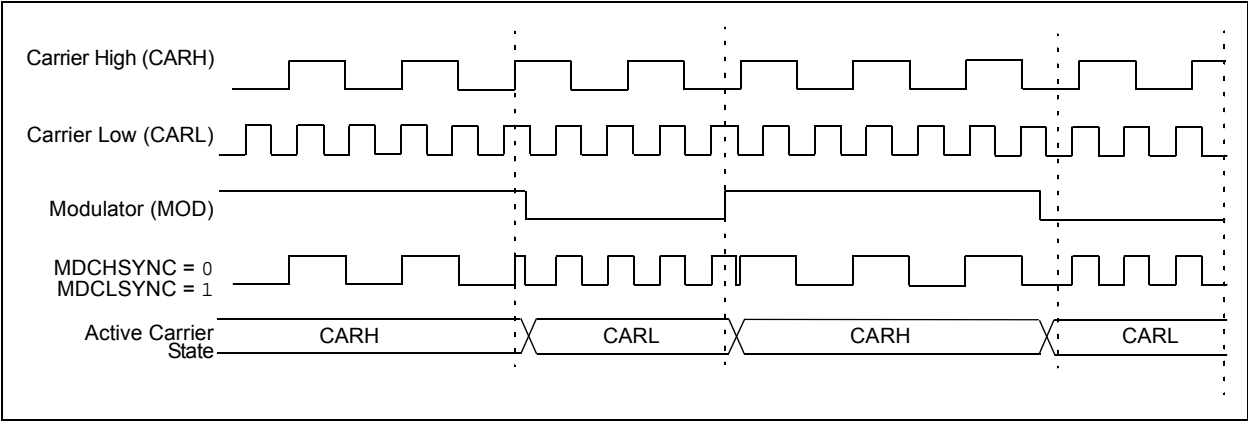 Carrier High (CARH)
Carrier Low (CARL)
Modulator (MOD)
MDCHSYNC = 0
MDCLSYNC = 1
Active Carrier
State
CARH
CARL
CARH
CARL